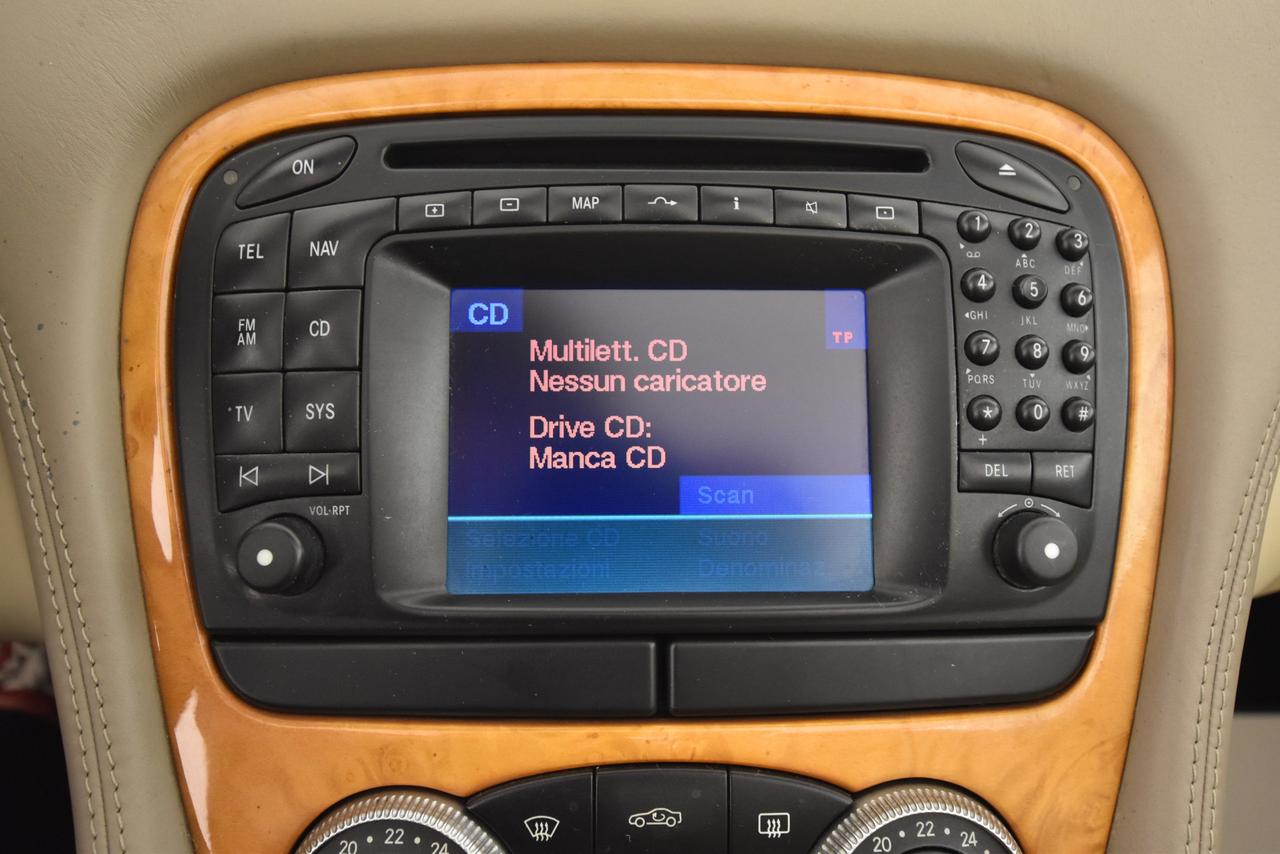 ON
MAP
i
TEL
NAV
FM
AM
CD
TV
SYS
VOL·RPT
CD
TP
Multilett. CD
Nessun caricatore
Drive CD:
Manca CD
Scan
Selezione CD Suono
Impostazioni Denominaz.
1 2 3
ABC DEF
4 5 6
GHI JKL MNO
7 8 9
PQRS TUV WXYZ
* 0 #
+
DEL RET
20 • 22 • 24
20 • 22 • 24